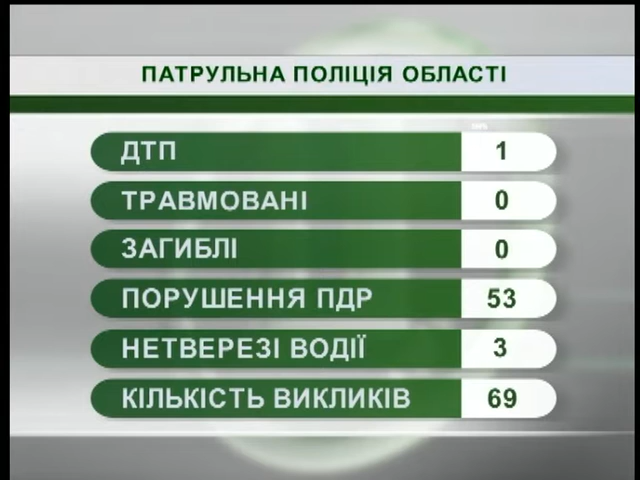 ПАТРУЛЬНА ПОЛІЦІЯ ОБЛАСТІ
ДТП 1
ТРАВМОВАНІ 0
ЗАГИБЛІ 0
ПОРУШЕННЯ ПДР 53
НЕТВЕРЕЗІ ВОДІЇ 3
КІЛЬКІСТЬ ВИКЛИКІВ 69